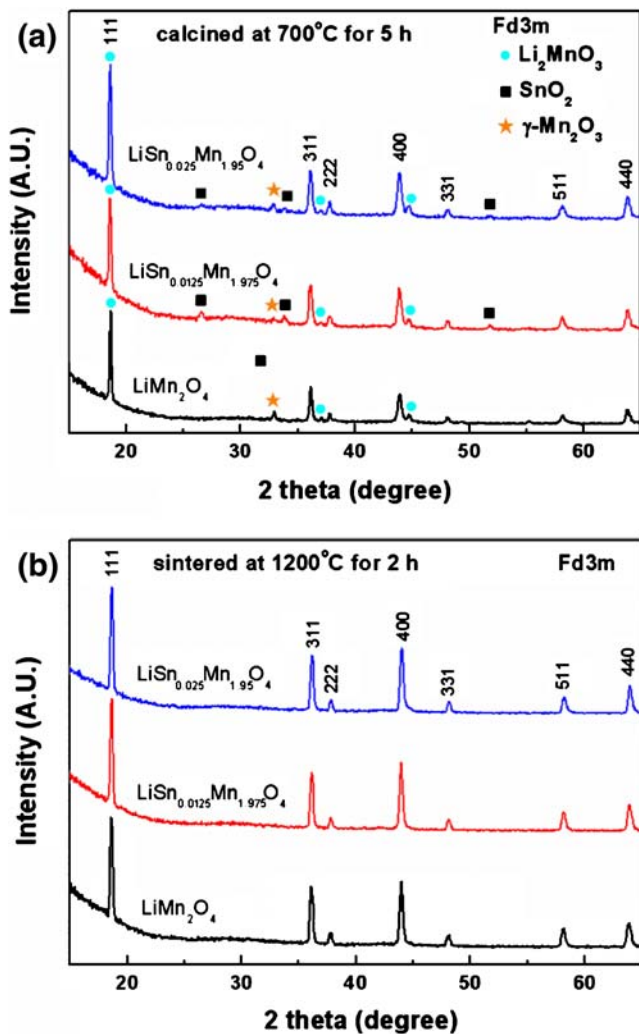 (a) calcined at 700°C for 5 h Fd3m
Li₂MnO₃
SnO₂
γ-Mn₂O₃
111
311
222
400
331
511
440
LiSn₀.₀₂₅Mn₁.₉₅O₄
LiSn₀.₀₁₂₅Mn₁.₉₇₅O₄
LiMn₂O₄
Intensity (A.U.)
20 30 40 50 60
2 theta (degree)
(b) sintered at 1200°C for 2 h Fd3m
111
311
222
400
331
511
440
LiSn₀.₀₂₅Mn₁.₉₅O₄
LiSn₀.₀₁₂₅Mn₁.₉₇₅O₄
LiMn₂O₄
Intensity (A.U.)
20 30 40 50 60
2 theta (degree)